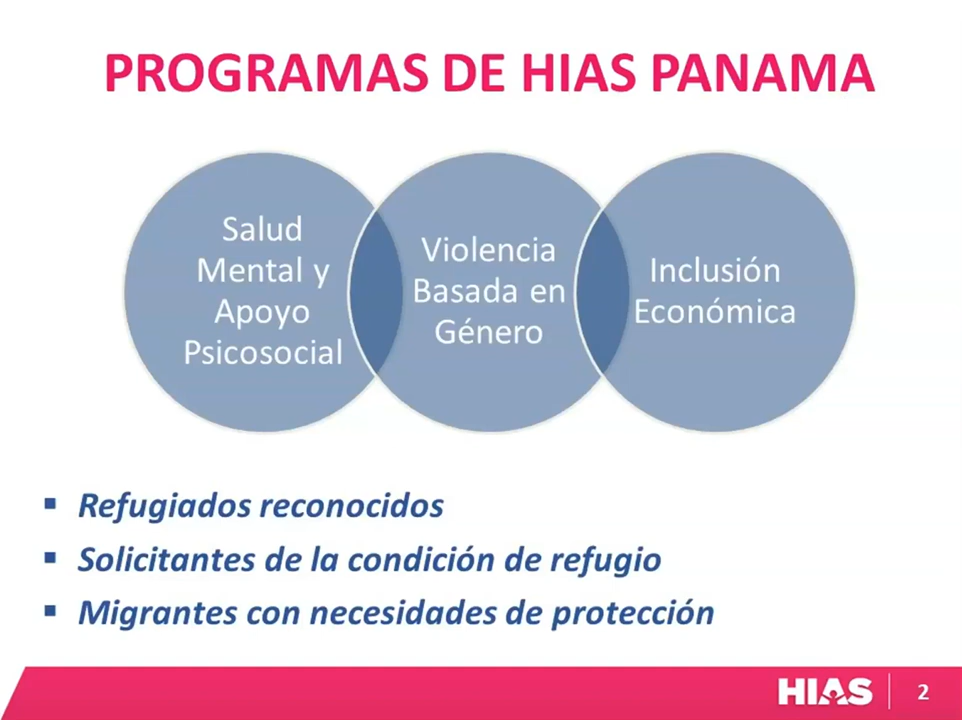 PROGRAMAS DE HIAS PANAMA
Salud
Mental y
Apoyo
Psicosocial
Violencia
Basada en
Género
Inclusión
Económica
▪ Refugiados reconocidos
▪ Solicitantes de la condición de refugio
▪ Migrantes con necesidades de protección
HIAS 2